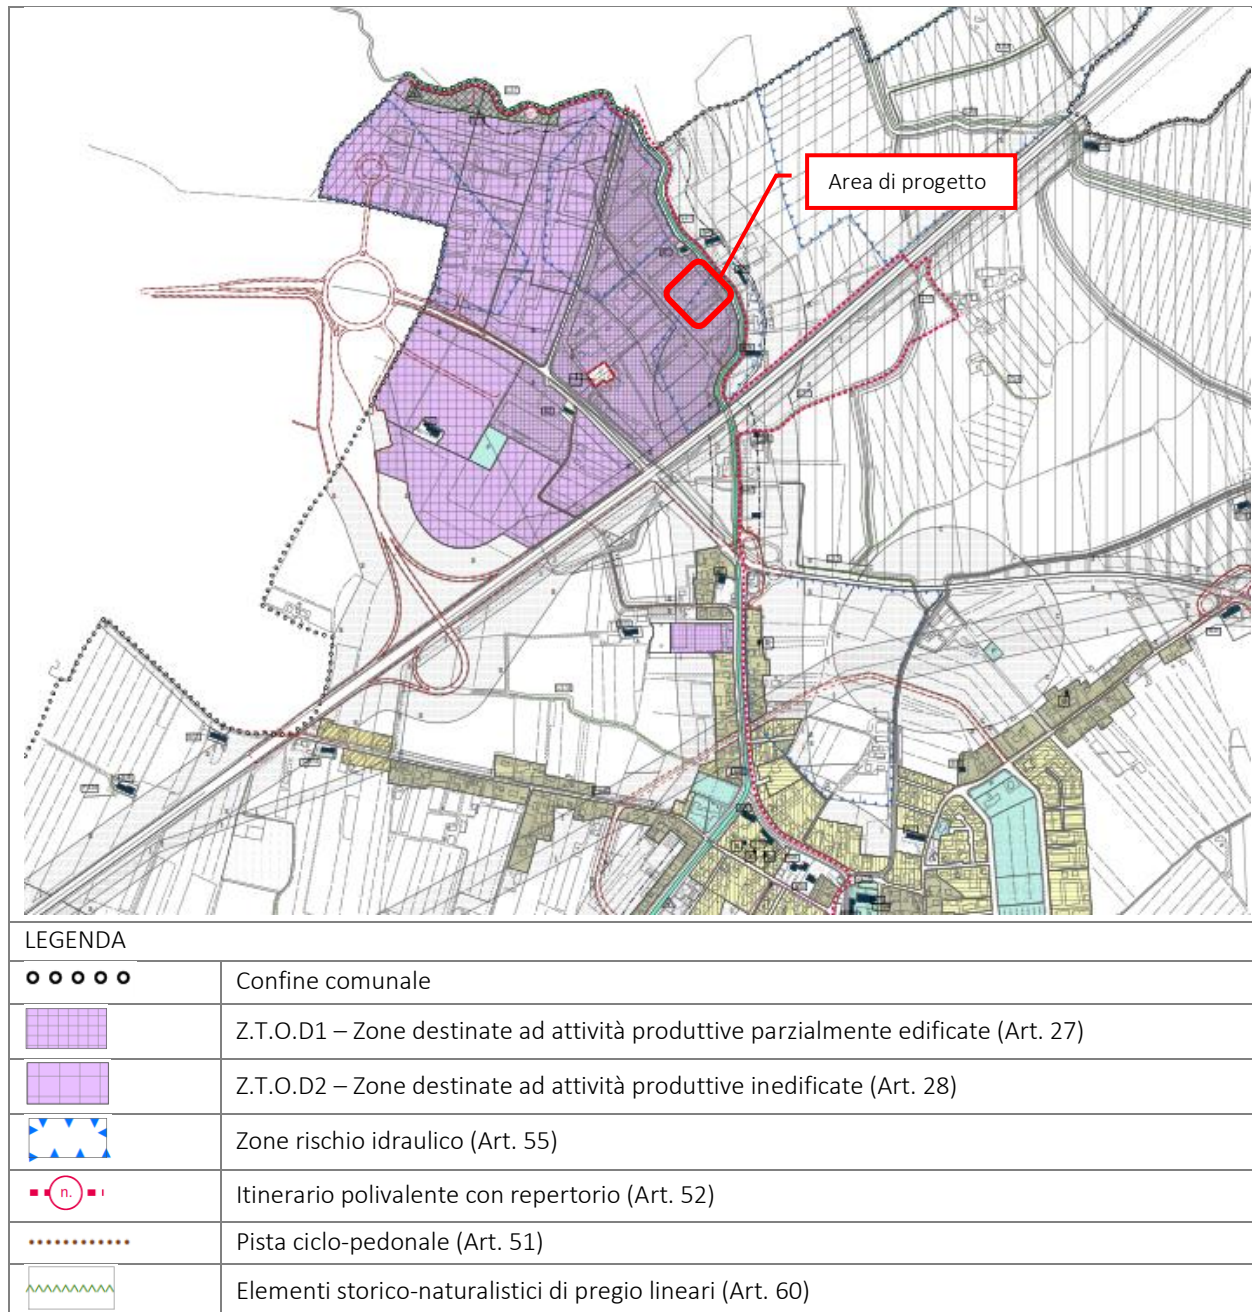 Area di progetto
LEGENDA
Confine comunale
Z.T.O.D1 – Zone destinate ad attività produttive parzialmente edificate (Art. 27)
Z.T.O.D2 – Zone destinate ad attività produttive inedificate (Art. 28)
Zone rischio idraulico (Art. 55)
n.
Itinerario polivalente con repertorio (Art. 52)
Pista ciclo-pedonale (Art. 51)
Elementi storico-naturalistici di pregio lineari (Art. 60)